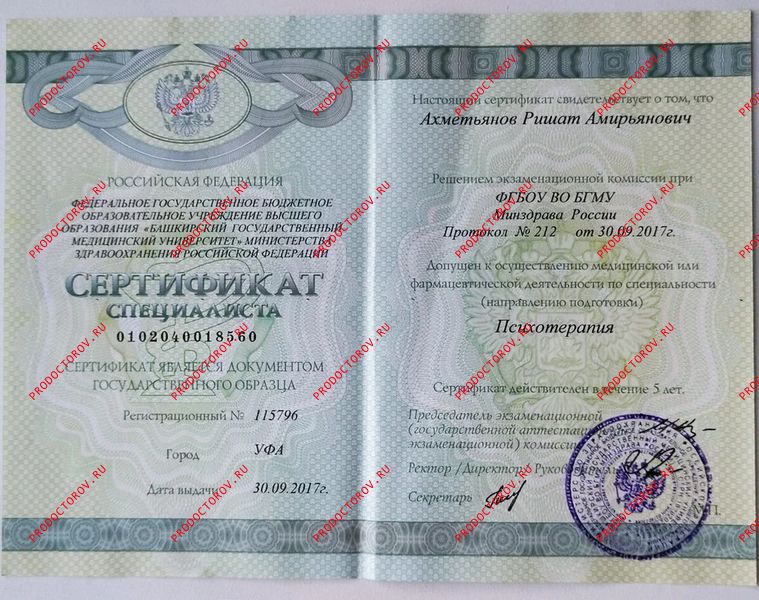 РОССИЙСКАЯ ФЕДЕРАЦИЯ
ФЕДЕРАЛЬНОЕ ГОСУДАРСТВЕННОЕ БЮДЖЕТНОЕ
ОБРАЗОВАТЕЛЬНОЕ УЧРЕЖДЕНИЕ ВЫСШЕГО
ОБРАЗОВАНИЯ «БАШКИРСКИЙ ГОСУДАРСТВЕННЫЙ
МЕДИЦИНСКИЙ УНИВЕРСИТЕТ» МИНИСТЕРСТВА
ЗДРАВООХРАНЕНИЯ РОССИЙСКОЙ ФЕДЕРАЦИИ
СЕРТИФИКАТ
СПЕЦИАЛИСТА
0102040018560
СЕРТИФИКАТ ЯВЛЯЕТСЯ ДОКУМЕНТОМ
ГОСУДАРСТВЕННОГО ОБРАЗЦА
Регистрационный № 115796
Город УФА
Дата выдачи 30.09.2017г.
Настоящий сертификат свидетельствует о том, что
Ахметьянов Ришат Амирьянович
Решением экзаменационной комиссии при
ФГБОУ ВО БГМУ
Минздрава России
Протокол № 212 от 30.09.2017г.
Допущен к осуществлению медицинской или
фармацевтической деятельности по специальности
(направлению подготовки)
Психотерапия
Сертификат действителен в течение 5 лет.
Председатель экзаменационной
(государственной аттестац
экзаменационной) комисси
Ректор /Директор
Секретарь
М.П.
PRODOCTOROV.RU